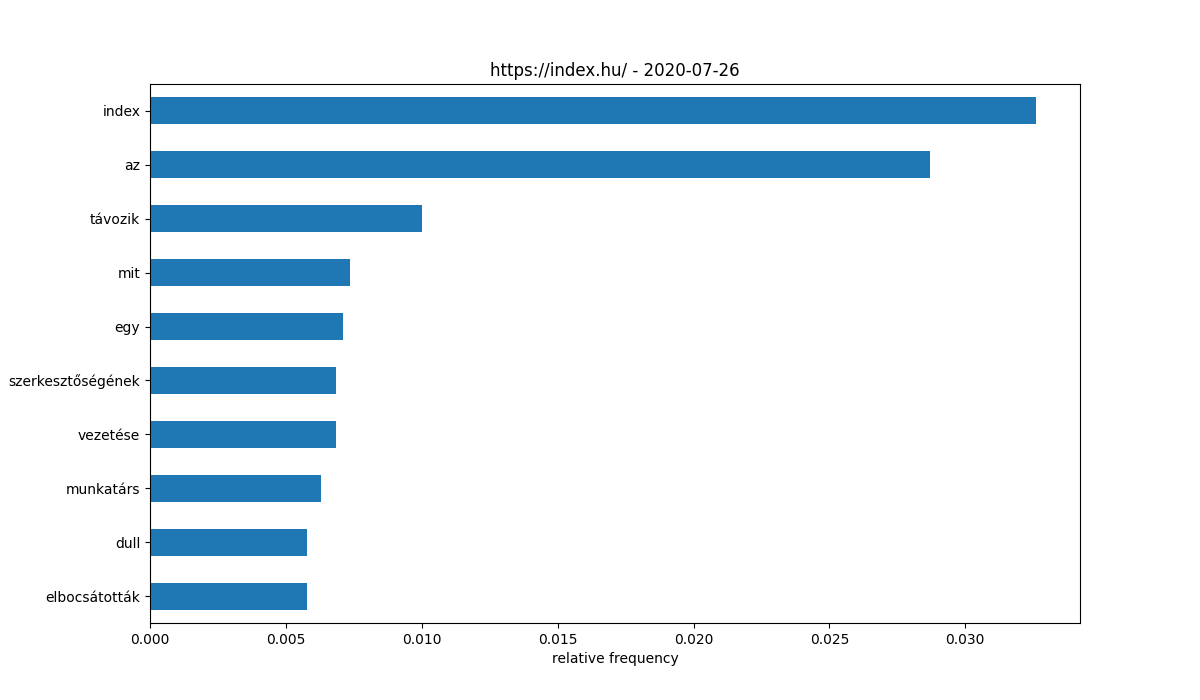 https://index.hu/ - 2020-07-26
index
az
távozik
mit
egy
szerkesztőségének
vezetése
munkatárs
dull
elbocsátották
0.000 0.005 0.010 0.015 0.020 0.025 0.030
relative frequency